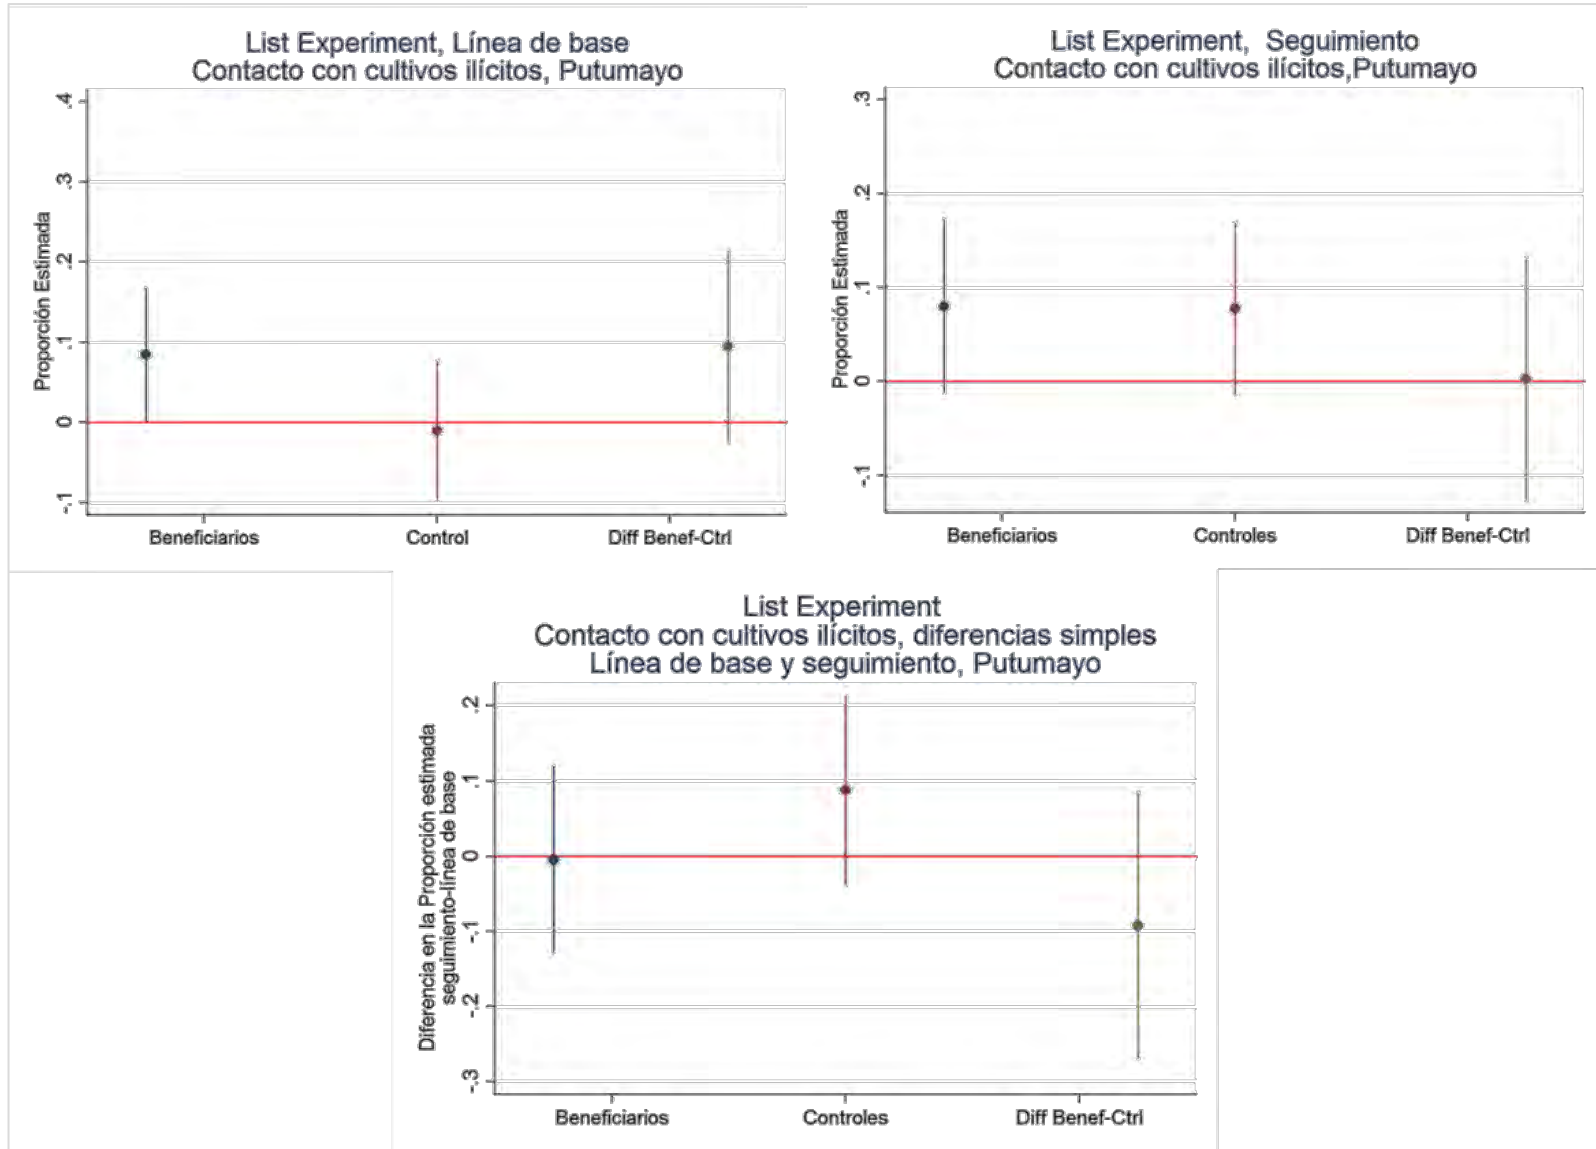 List Experiment, Línea de base
Contacto con cultivos ilícitos, Putumayo
Proporción Estimada
.4
.3
.2
.1
0
-.1
Beneficiarios
Control
Diff Benef-Ctrl
List Experiment, Seguimiento
Contacto con cultivos ilícitos,Putumayo
Proporción Estimada
.3
.2
.1
0
-.1
Beneficiarios
Controles
Diff Benef-Ctrl
List Experiment
Contacto con cultivos ilícitos, diferencias simples
Línea de base y seguimiento, Putumayo
Diferencia en la Proporción estimada
seguimiento-línea de base
.2
.1
0
-.1
-.2
-.3
Beneficiarios
Controles
Diff Benef-Ctrl